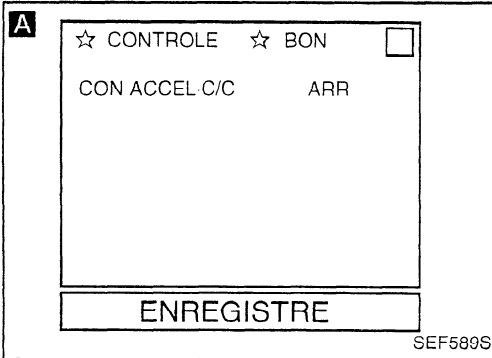 A
☆ CONTROLE ☆ BON
CON ACCEL·C/C ARR
ENREGISTRE
SEF589S